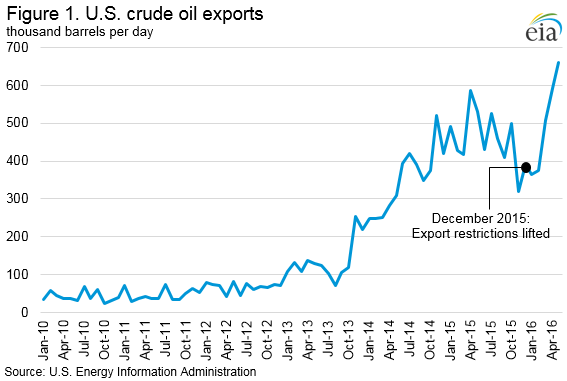 Figure 1. U.S. crude oil exports
thousand barrels per day
eia
700
600
500
400
300
200
100
0
December 2015:
Export restrictions lifted
Jan-10
Apr-10
Jul-10
Oct-10
Jan-11
Apr-11
Jul-11
Oct-11
Jan-12
Apr-12
Jul-12
Oct-12
Jan-13
Apr-13
Jul-13
Oct-13
Jan-14
Apr-14
Jul-14
Oct-14
Jan-15
Apr-15
Jul-15
Oct-15
Jan-16
Apr-16
Source: U.S. Energy Information Administration